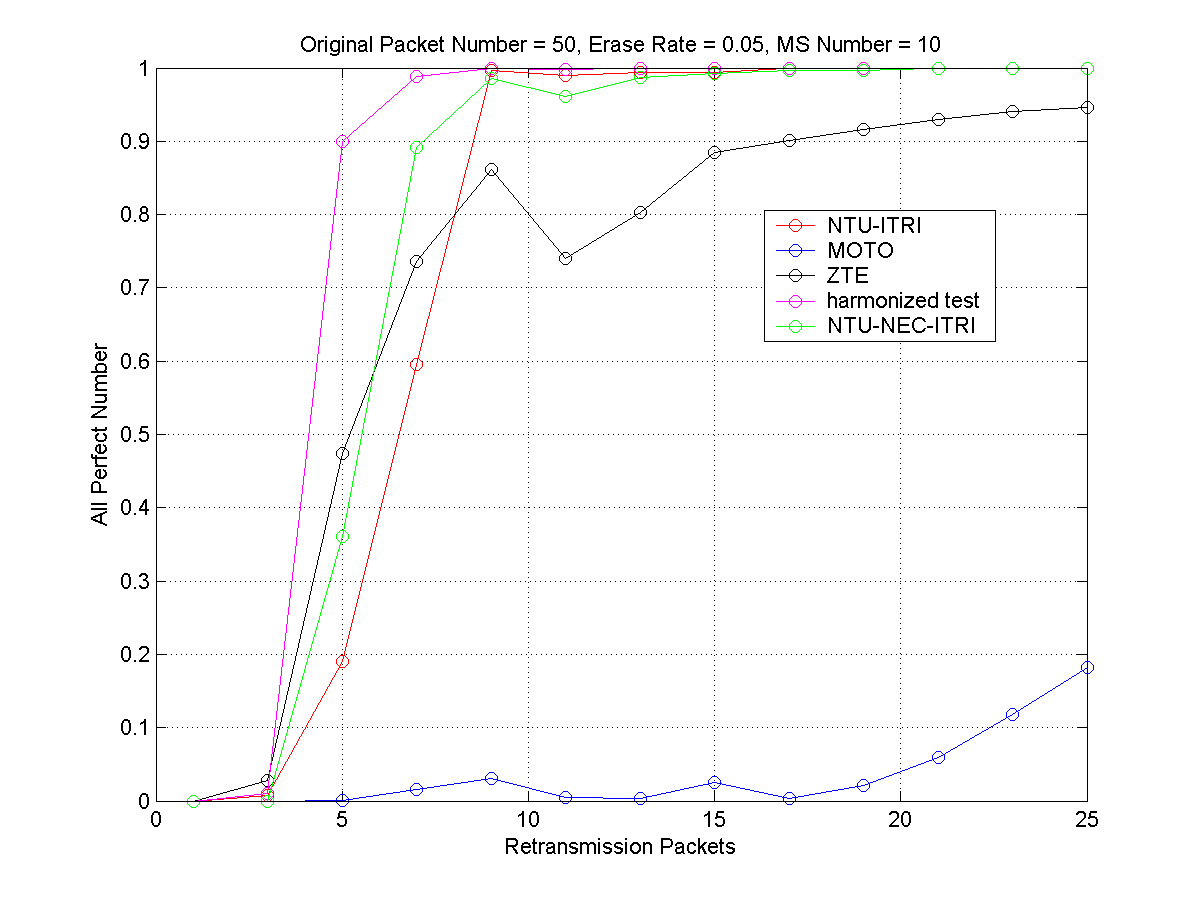 Original Packet Number = 50, Erase Rate = 0.05, MS Number = 10
1
0.9
0.8
0.7
0.6
0.5
0.4
0.3
0.2
0.1
0
All Perfect Number
NTU-ITRI
MOTO
ZTE
harmonized test
NTU-NEC-ITRI
0 5 10 15 20 25
Retransmission Packets